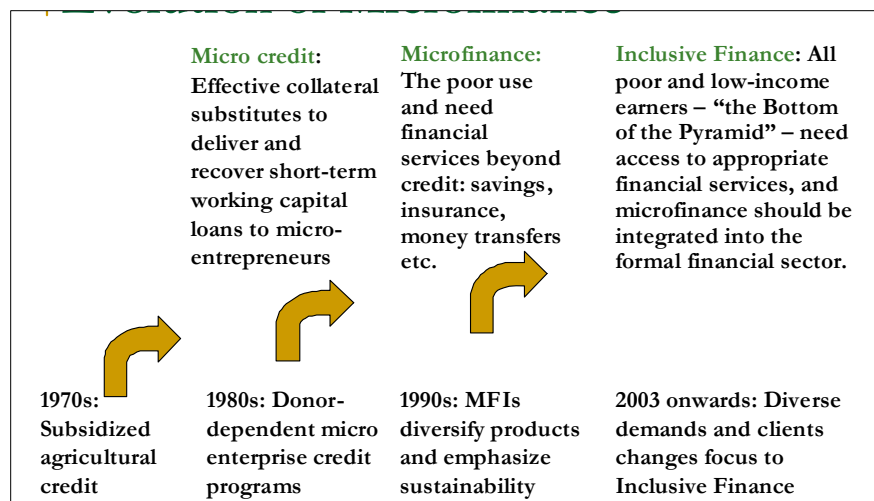 Evolution of Microfinance
Micro credit:
Effective collateral
substitutes to
deliver and
recover short-term
working capital
loans to micro-
entrepreneurs
Microfinance:
The poor use
and need
financial
services beyond
credit: savings,
insurance,
money transfers
etc.
Inclusive Finance: All
poor and low-income
earners – “the Bottom
of the Pyramid” – need
access to appropriate
financial services, and
microfinance should be
integrated into the
formal financial sector.
1970s:
Subsidized
agricultural
credit
1980s: Donor-
dependent micro
enterprise credit
programs
1990s: MFIs
diversify products
and emphasize
sustainability
2003 onwards: Diverse
demands and clients
changes focus to
Inclusive Finance